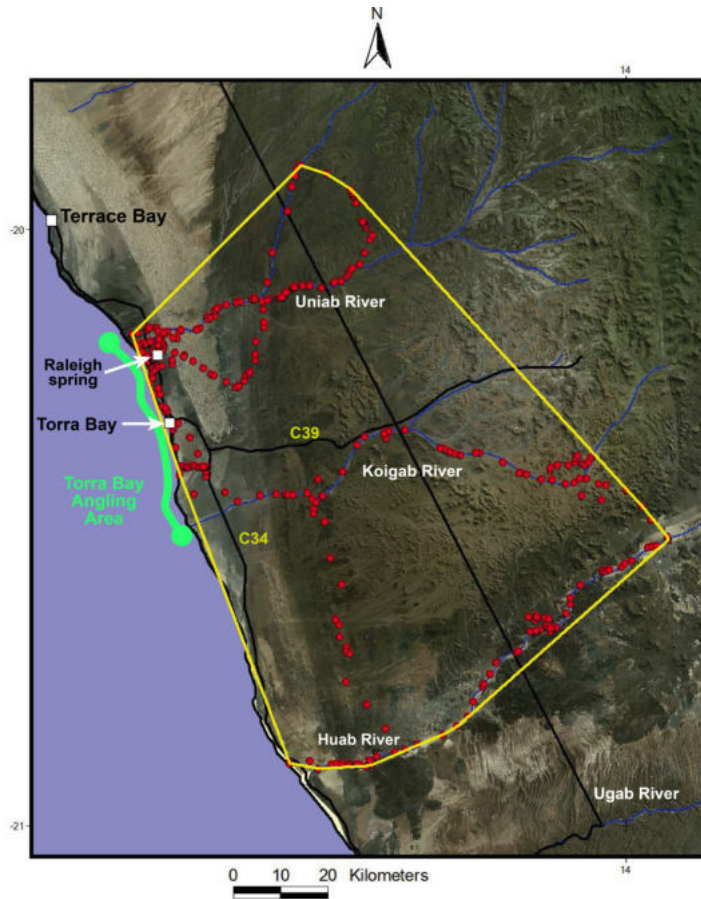 N
14
-20
Terrace Bay
Uniab River
Raleigh
spring
Torra Bay
C39
Koigab River
Torra Bay
Angling
Area
C34
Huab River
Ugab River
-21
14
0 10 20 Kilometers